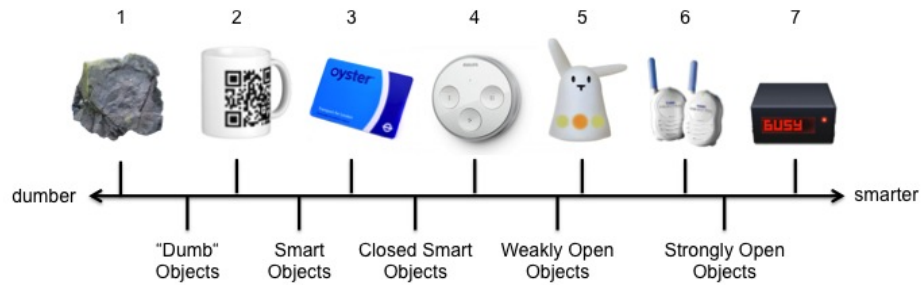 1 2 3 4 5 6 7
oyster
PHILIPS
BUSY
dumber smarter
"Dumb" Smart Closed Smart Weakly Open Strongly Open
Objects Objects Objects Objects Objects